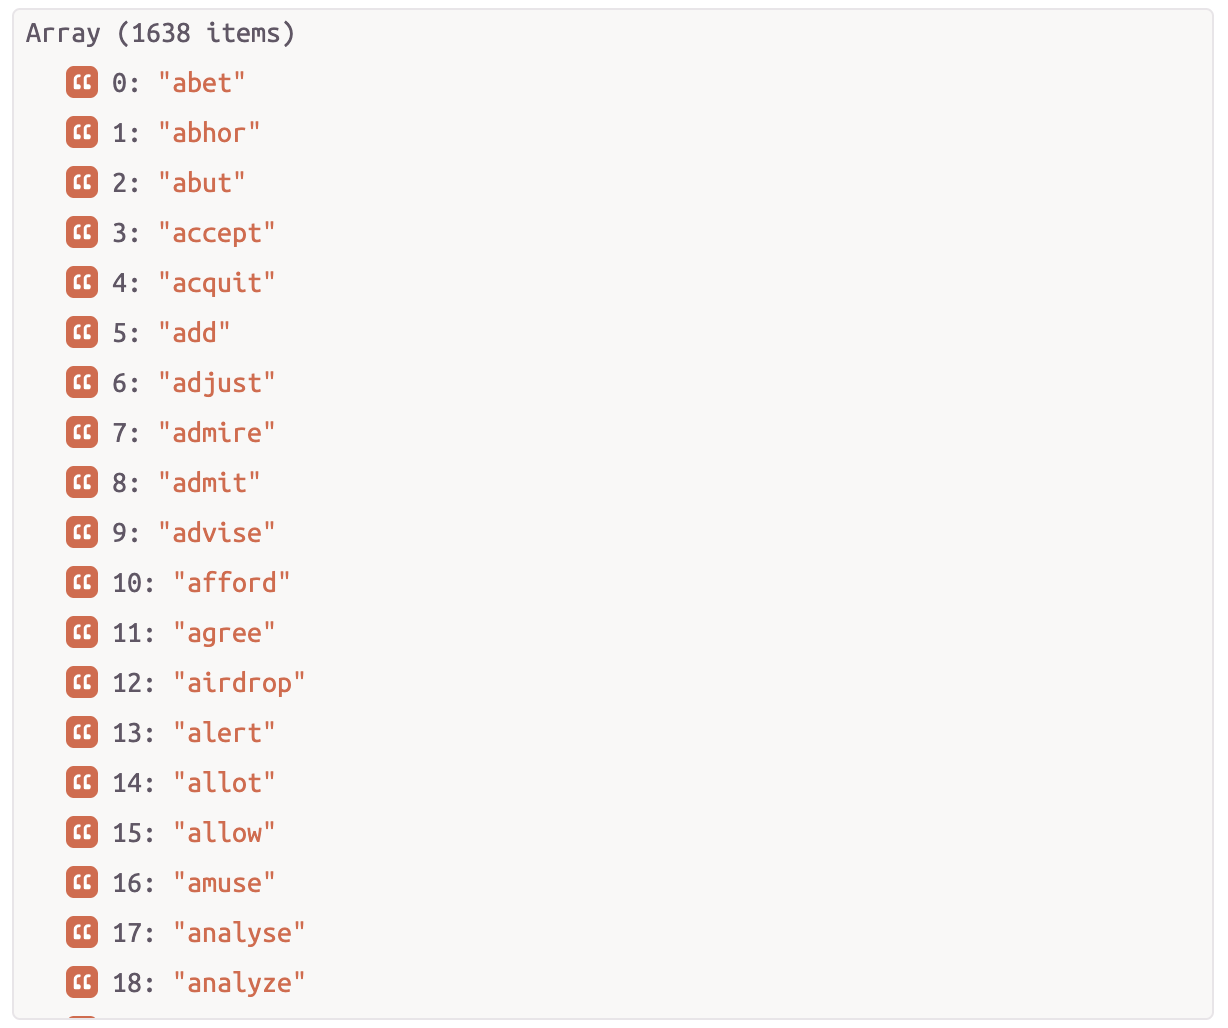 Array (1638 items)
0: "abet"
1: "abhor"
2: "abut"
3: "accept"
4: "acquit"
5: "add"
6: "adjust"
7: "admire"
8: "admit"
9: "advise"
10: "afford"
11: "agree"
12: "airdrop"
13: "alert"
14: "allot"
15: "allow"
16: "amuse"
17: "analyse"
18: "analyze"